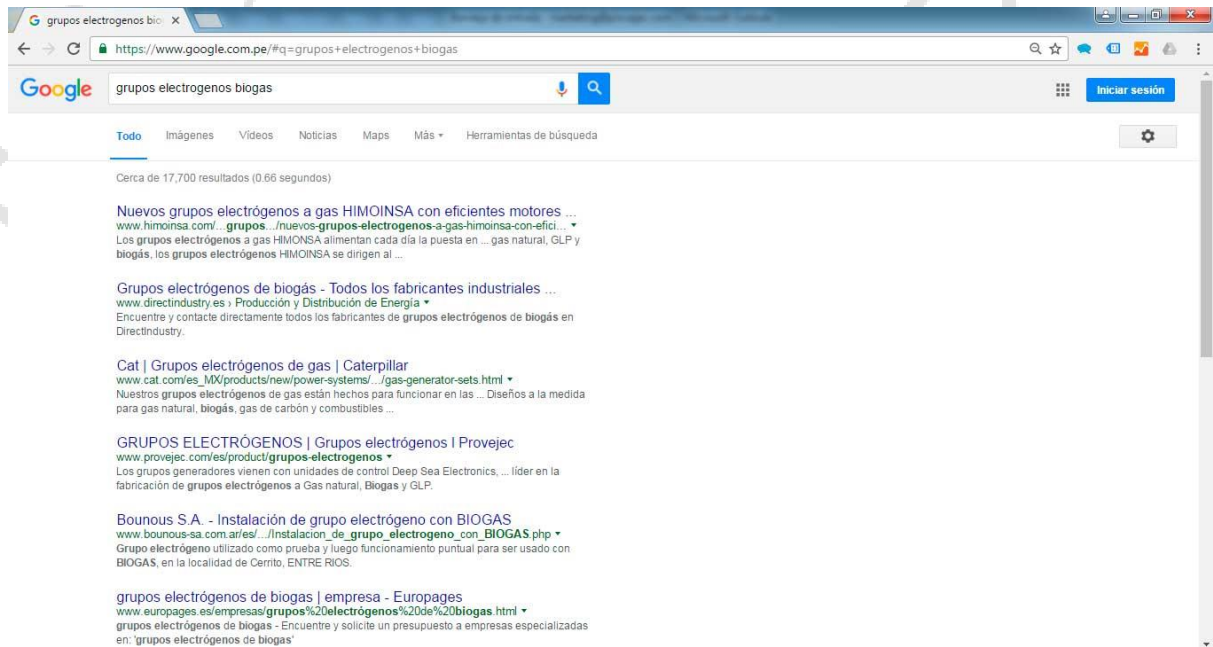 grupos electrogenos bio
https://www.google.com.pe/#q=grupos+electrogenos+biogas
Google
grupos electrogenos biogas
Iniciar sesión
Todo Imágenes Vídeos Noticias Maps Más Herramientas de búsqueda
Cerca de 17,700 resultados (0.66 segundos)
Nuevos grupos electrógenos a gas HIMOINSA con eficientes motores ...
www.himoinsa.com/...grupos.../nuevos-grupos-electrogenos-a-gas-himoinsa-con-efici...
Los grupos electrógenos a gas HIMONSA alimentan cada día la puesta en ... gas natural, GLP y
biogás, los grupos electrógenos HIMOINSA se dirigen al ...
Grupos electrógenos de biogás - Todos los fabricantes industriales ...
www.directindustry.es › Producción y Distribución de Energía
Encuentre y contacte directamente todos los fabricantes de grupos electrógenos de biogás en
DirectIndustry.
Cat | Grupos electrógenos de gas | Caterpillar
www.cat.com/es_MX/products/new/power-systems/.../gas-generator-sets.html
Nuestros grupos electrógenos de gas están hechos para funcionar en las ... Diseños a la medida
para gas natural, biogás, gas de carbón y combustibles ...
GRUPOS ELECTRÓGENOS | Grupos electrógenos I Provejec
www.provejec.com/es/product/grupos-electrogenos
Los grupos generadores vienen con unidades de control Deep Sea Electronics, ... líder en la
fabricación de grupos electrógenos a Gas natural, Biogas y GLP.
Bounous S.A. - Instalación de grupo electrógeno con BIOGAS
www.bounous-sa.com.ar/es/.../Instalacion_de_grupo_electrogeno_con_BIOGAS.php
Grupo electrógeno utilizado como prueba y luego funcionamiento puntual para ser usado con
BIOGAS, en la localidad de Cerrito, ENTRE RIOS.
grupos electrógenos de biogas | empresa - Europages
www.europages.es/empresas/grupos%20electrógenos%20de%20biogas.html
grupos electrógenos de biogas - Encuentre y solicite un presupuesto a empresas especializadas
en: 'grupos electrógenos de biogas'